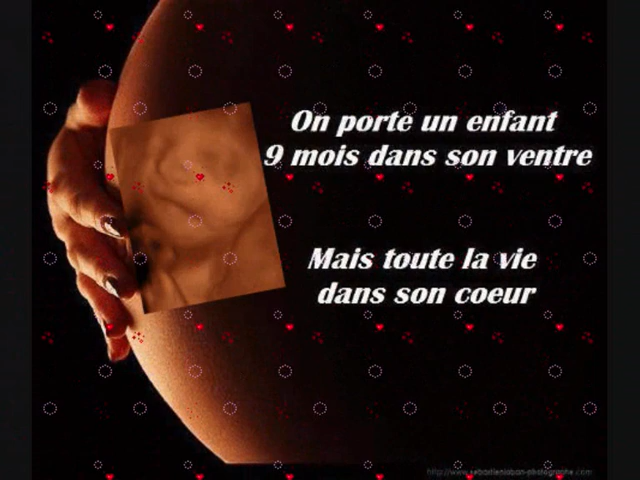 On porte un enfant
9 mois dans son ventre
Mais toute la vie
dans son coeur